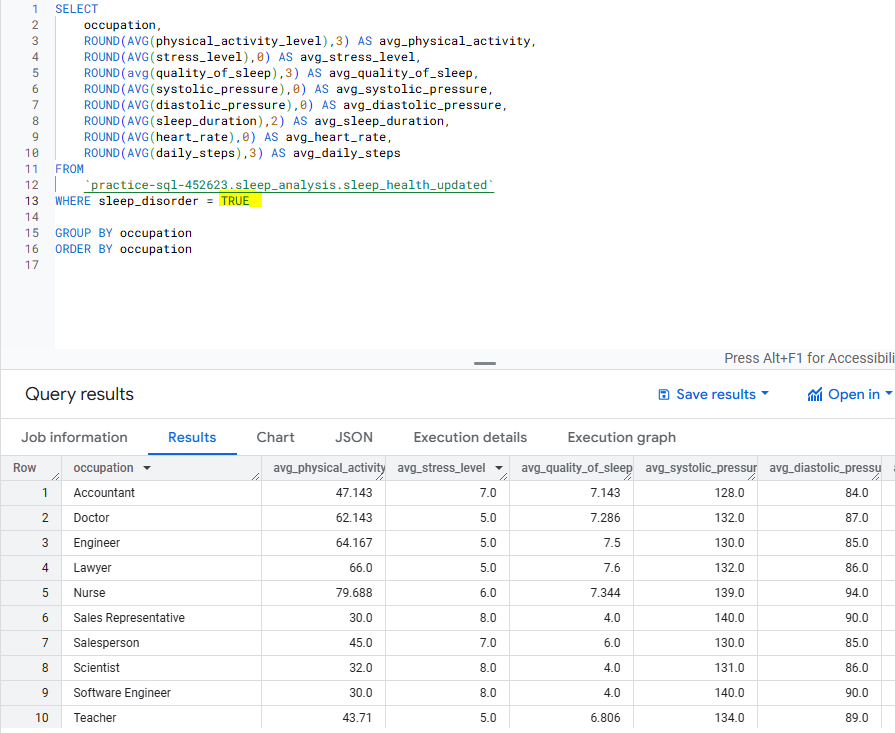 1 SELECT
2 occupation,
3 ROUND(AVG(physical_activity_level),3) AS avg_physical_activity,
4 ROUND(AVG(stress_level),0) AS avg_stress_level,
5 ROUND(avg(quality_of_sleep),3) AS avg_quality_of_sleep,
6 ROUND(AVG(systolic_pressure),0) AS avg_systolic_pressure,
7 ROUND(AVG(diastolic_pressure),0) AS avg_diastolic_pressure,
8 ROUND(AVG(sleep_duration),2) AS avg_sleep_duration,
9 ROUND(AVG(heart_rate),0) AS avg_heart_rate,
10 ROUND(AVG(daily_steps),3) AS avg_daily_steps
11 FROM
12 `practice-sql-452623.sleep_analysis.sleep_health_updated`
13 WHERE sleep_disorder = TRUE
14
15 GROUP BY occupation
16 ORDER BY occupation
17
Press Alt+F1 for Accessibili
Query results Save results Open in
Job information Results Chart JSON Execution details Execution graph
Row occupation avg_physical_activity avg_stress_level avg_quality_of_sleep avg_systolic_pressur avg_diastolic_pressu
1 Accountant 47.143 7.0 7.143 128.0 84.0
2 Doctor 62.143 5.0 7.286 132.0 87.0
3 Engineer 64.167 5.0 7.5 130.0 85.0
4 Lawyer 66.0 5.0 7.6 132.0 86.0
5 Nurse 79.688 6.0 7.344 139.0 94.0
6 Sales Representative 30.0 8.0 4.0 140.0 90.0
7 Salesperson 45.0 7.0 6.0 130.0 85.0
8 Scientist 32.0 8.0 4.0 131.0 86.0
9 Software Engineer 30.0 8.0 4.0 140.0 90.0
10 Teacher 43.71 5.0 6.806 134.0 89.0